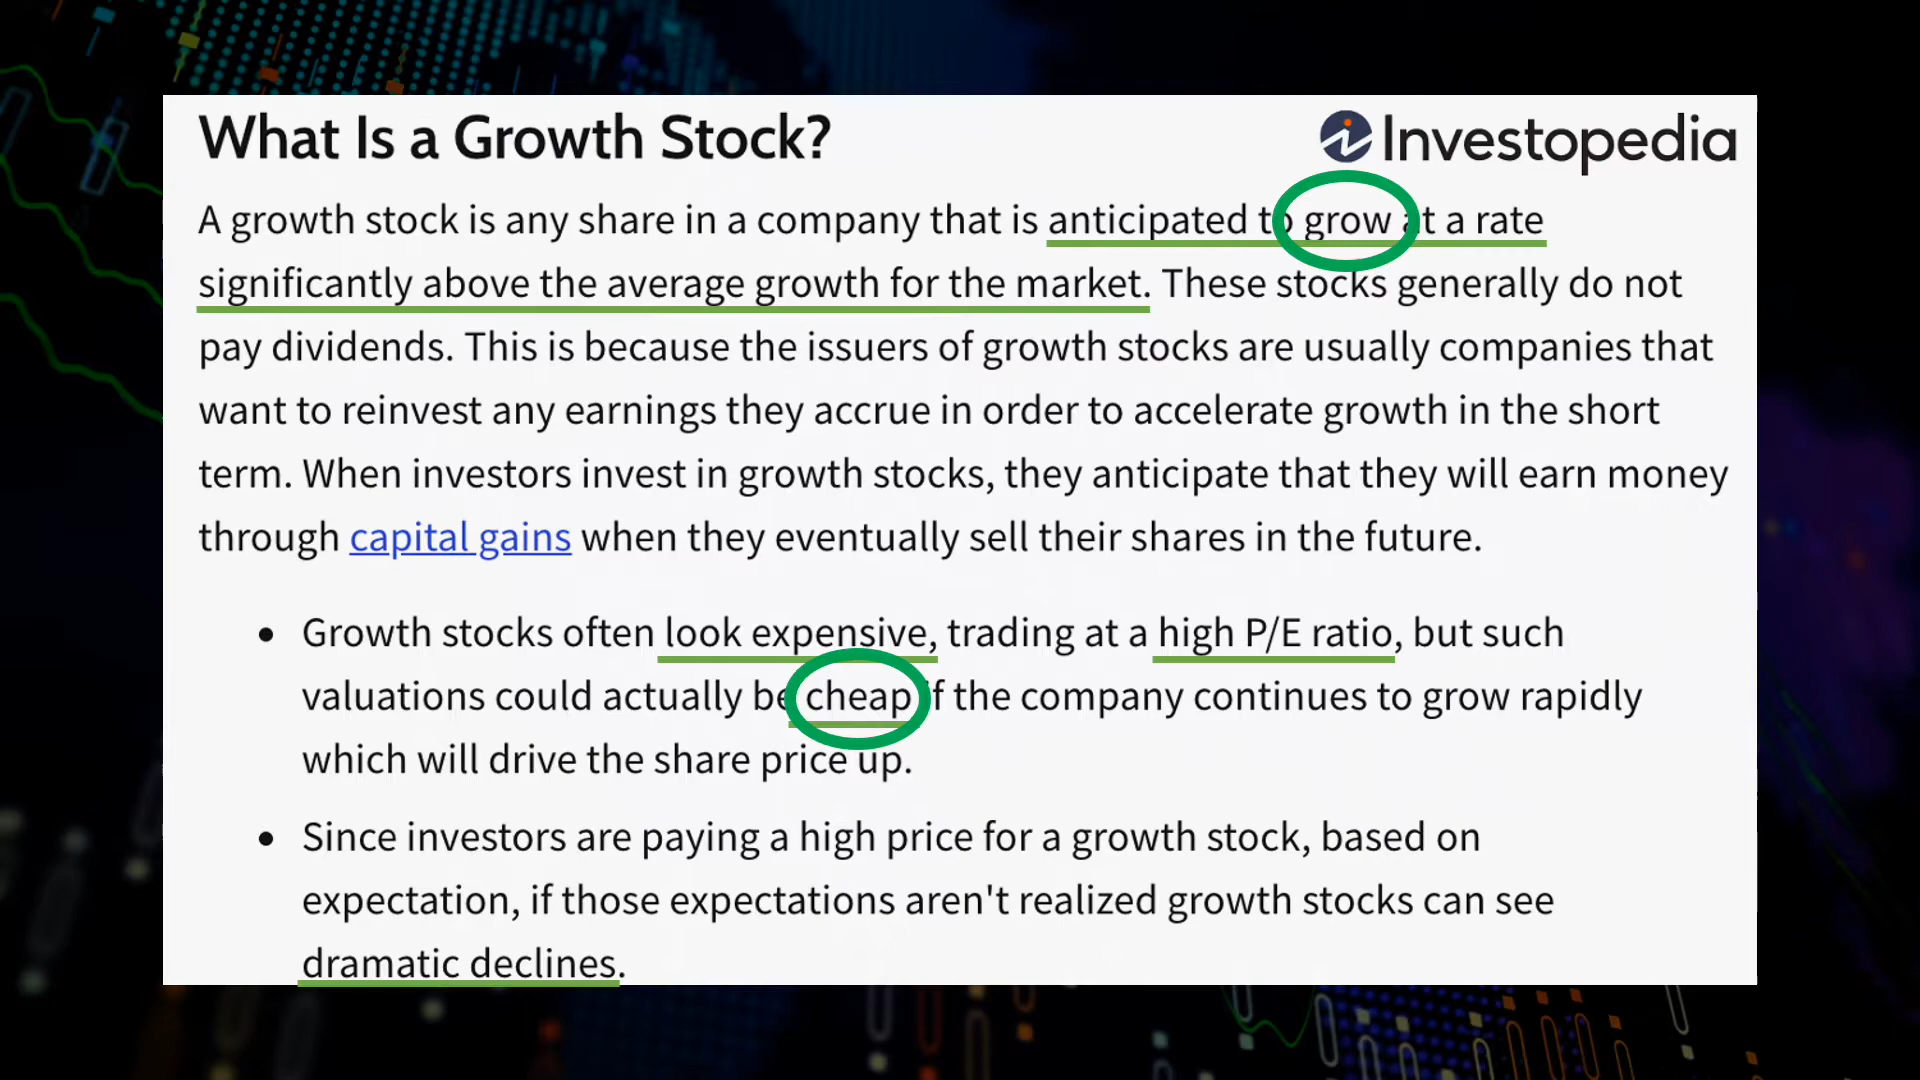 What Is a Growth Stock?
Investopedia
A growth stock is any share in a company that is anticipated to grow at a rate
significantly above the average growth for the market. These stocks generally do not
pay dividends. This is because the issuers of growth stocks are usually companies that
want to reinvest any earnings they accrue in order to accelerate growth in the short
term. When investors invest in growth stocks, they anticipate that they will earn money
through capital gains when they eventually sell their shares in the future.
• Growth stocks often look expensive, trading at a high P/E ratio, but such
valuations could actually be cheap if the company continues to grow rapidly
which will drive the share price up.
• Since investors are paying a high price for a growth stock, based on
expectation, if those expectations aren't realized growth stocks can see
dramatic declines.